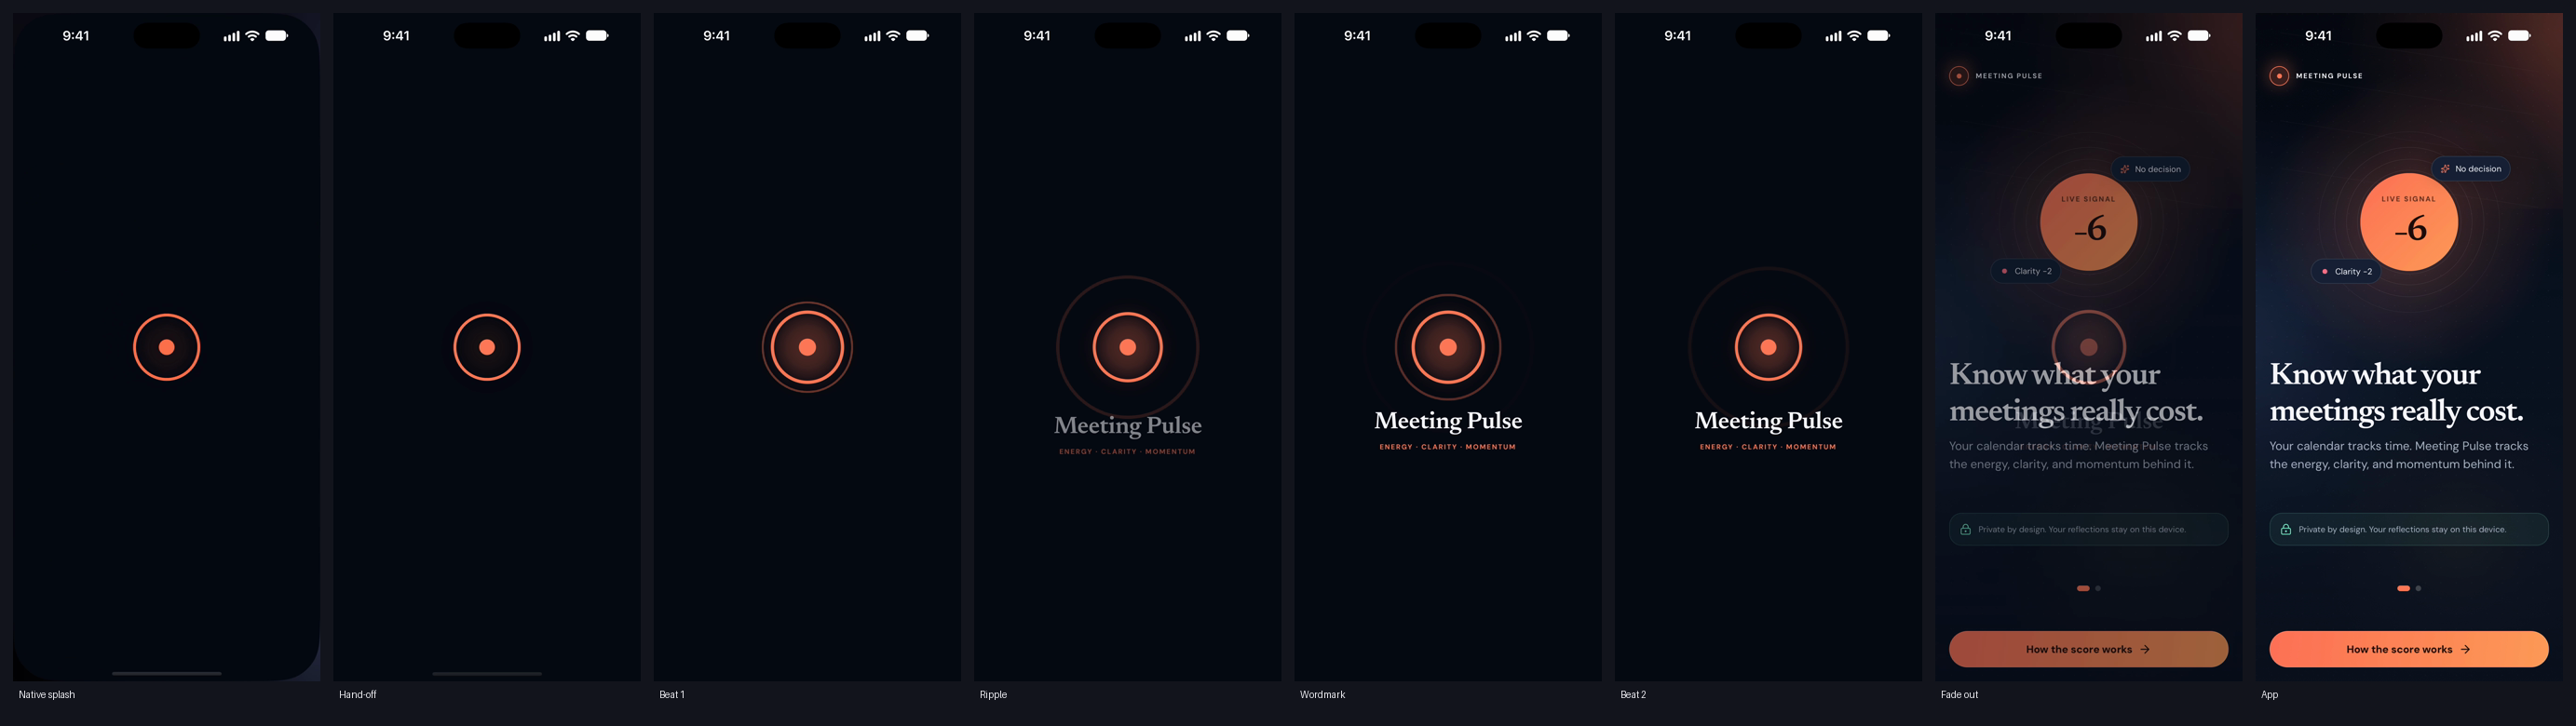 9:41
Native splash
9:41
Hand-off
9:41
Beat 1
9:41
Meeting Pulse
ENERGY · CLARITY · MOMENTUM
Ripple
9:41
Meeting Pulse
ENERGY · CLARITY · MOMENTUM
Wordmark
9:41
Meeting Pulse
ENERGY · CLARITY · MOMENTUM
Beat 2
9:41
MEETING PULSE
No decision
LIVE SIGNAL
-6
Clarity -2
Know what your
meetings really cost.
Meeting Pulse
Your calendar tracks time. Meeting Pulse tracks
the energy, clarity, and momentum behind it.
Private by design. Your reflections stay on this device.
How the score works →
Fade out
9:41
MEETING PULSE
No decision
LIVE SIGNAL
-6
Clarity -2
Know what your
meetings really cost.
Your calendar tracks time. Meeting Pulse tracks
the energy, clarity, and momentum behind it.
Private by design. Your reflections stay on this device.
How the score works →
App